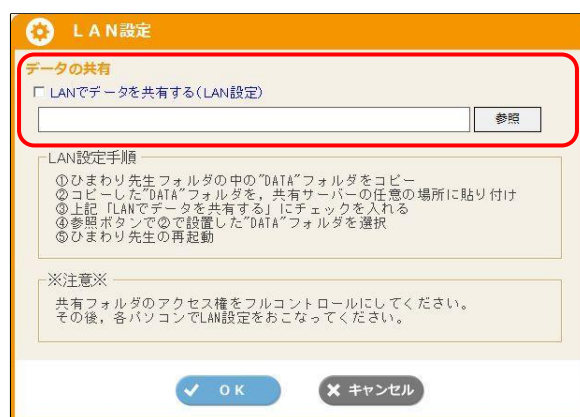 LAN設定
データの共有
LANでデータを共有する(LAN設定)
参照
LAN設定手順
①ひまわり先生フォルダの中の"DATA"フォルダをコピー
②コピーした"DATA"フォルダを，共有サーバーの任意の場所に貼り付け
③上記「LANでデータを共有する」にチェックを入れる
④参照ボタンで②で設置した"DATA"フォルダを選択
⑤ひまわり先生の再起動
※注意※
共有フォルダのアクセス権をフルコントロールにしてください。
その後，各パソコンでLAN設定をおこなってください。
OK
キャンセル